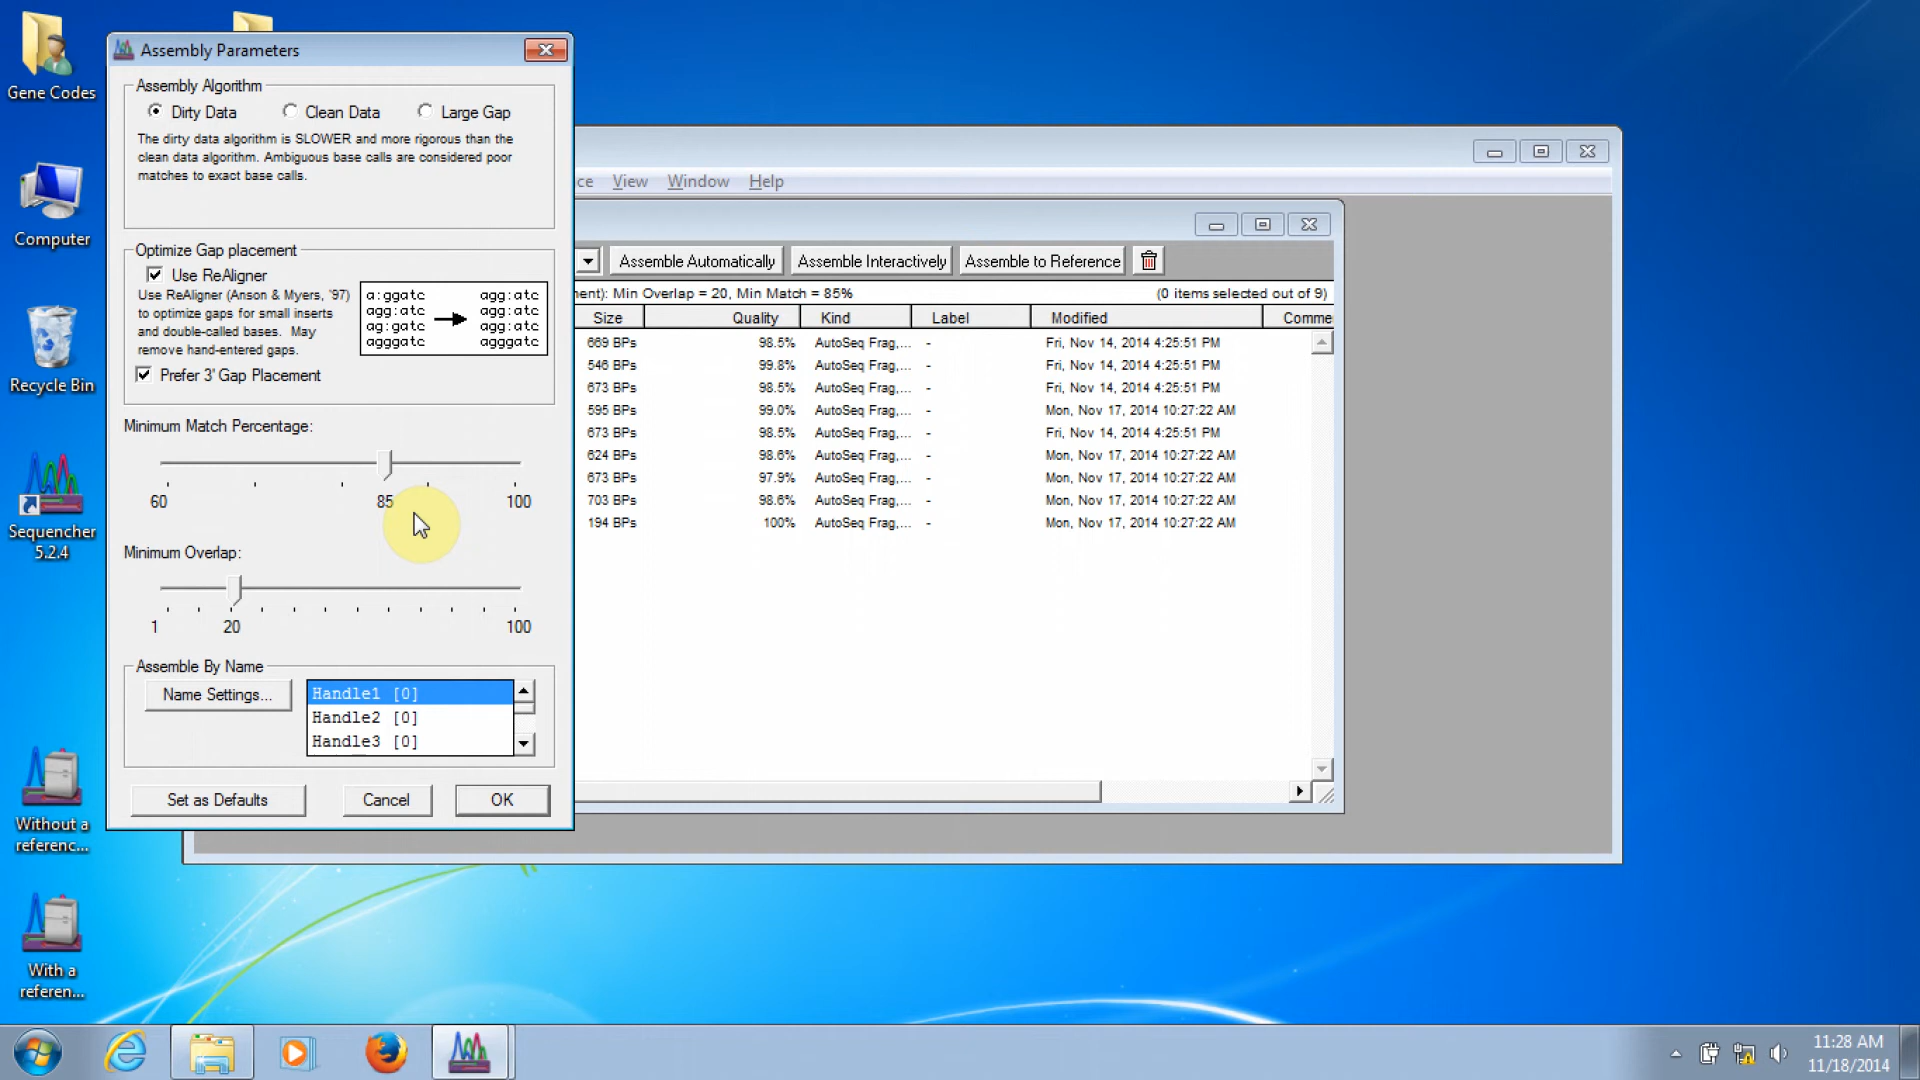 Gene Codes
Computer
Recycle Bin
Sequencher
5.2.4
Without a
referenc...
With a
referen...
Assembly Parameters
Assembly Algorithm
Dirty Data
Clean Data
Large Gap
The dirty data algorithm is SLOWER and more rigorous than the
clean data algorithm. Ambiguous base calls are considered poor
matches to exact base calls.
Optimize Gap placement
Use ReAligner
Use ReAligner (Anson & Myers, '97)
to optimize gaps for small inserts
and double-called bases. May
remove hand-entered gaps.
a:ggatc agg:atc
agg:atc agg:atc
ag:gatc agg:atc
agggatc agggatc
Prefer 3' Gap Placement
Minimum Match Percentage:
60 85 100
Minimum Overlap:
1 20 100
Assemble By Name
Name Settings...
Handle1 [0]
Handle2 [0]
Handle3 [0]
Set as Defaults
Cancel
OK
ce View Window Help
Assemble Automatically
Assemble Interactively
Assemble to Reference
ent): Min Overlap = 20, Min Match = 85% (0 items selected out of 9)
Size Quality Kind Label Modified Comme
669 BPs 98.5% AutoSeq Frag,... - Fri, Nov 14, 2014 4:25:51 PM
546 BPs 99.8% AutoSeq Frag,... - Fri, Nov 14, 2014 4:25:51 PM
673 BPs 98.5% AutoSeq Frag,... - Fri, Nov 14, 2014 4:25:51 PM
595 BPs 99.0% AutoSeq Frag,... - Mon, Nov 17, 2014 10:27:22 AM
673 BPs 98.5% AutoSeq Frag,... - Fri, Nov 14, 2014 4:25:51 PM
624 BPs 98.6% AutoSeq Frag,... - Mon, Nov 17, 2014 10:27:22 AM
673 BPs 97.9% AutoSeq Frag,... - Mon, Nov 17, 2014 10:27:22 AM
703 BPs 98.6% AutoSeq Frag,... - Mon, Nov 17, 2014 10:27:22 AM
194 BPs 100% AutoSeq Frag,... - Mon, Nov 17, 2014 10:27:22 AM
11:28 AM
11/18/2014